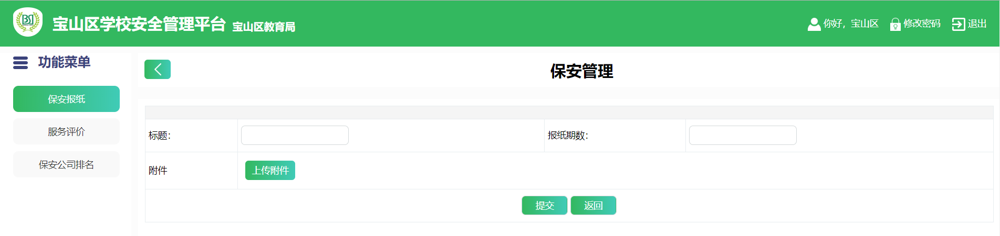 BSJ
宝山区学校安全管理平台 宝山区教育局
你好，宝山区 修改密码 退出
功能菜单
保安管理
保安报纸
服务评价
保安公司排名
标题： 报纸期数：
附件 上传附件
提交 返回